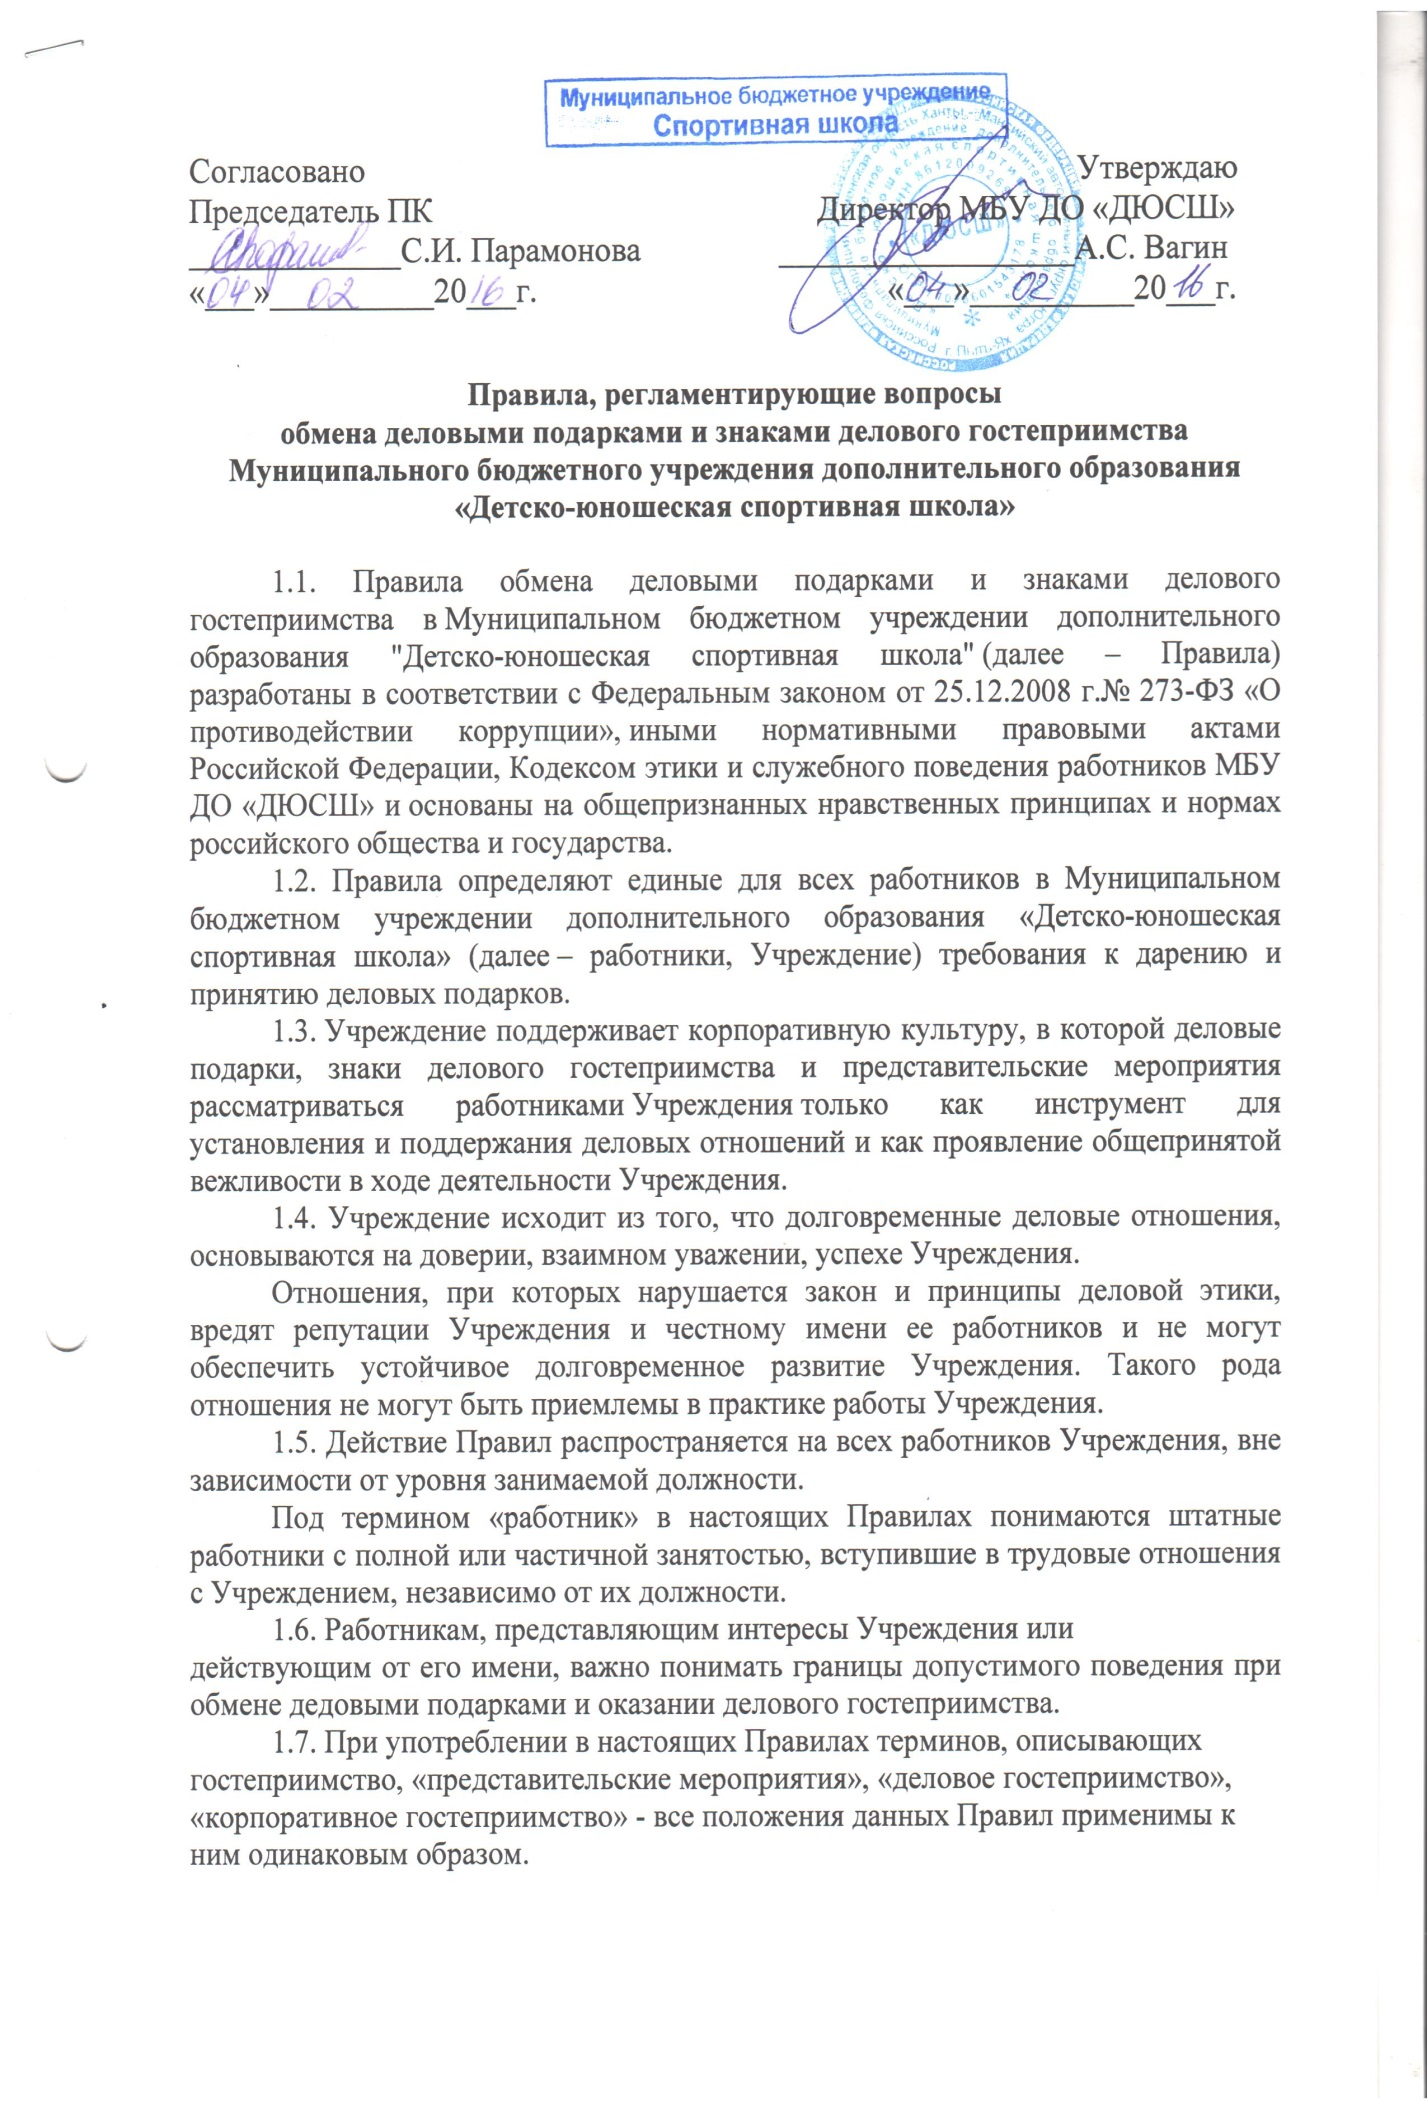 Муниципальное бюджетное учреждение
Спортивная школа
Согласовано Утверждаю
Председатель ПК Директор МБУ ДО «ДЮСШ»
_____________С.И. Парамонова __________________А.С. Вагин
«04»___02___2016г. «04»___02___2016г.
«ДЮСШ»
Правила, регламентирующие вопросы
обмена деловыми подарками и знаками делового гостеприимства
Муниципального бюджетного учреждения дополнительного образования
«Детско-юношеская спортивная школа»
1.1. Правила обмена деловыми подарками и знаками делового
гостеприимства в Муниципальном бюджетном учреждении дополнительного
образования "Детско-юношеская спортивная школа" (далее – Правила)
разработаны в соответствии с Федеральным законом от 25.12.2008 г.№ 273-ФЗ «О
противодействии коррупции», иными нормативными правовыми актами
Российской Федерации, Кодексом этики и служебного поведения работников МБУ
ДО «ДЮСШ» и основаны на общепризнанных нравственных принципах и нормах
российского общества и государства.
1.2. Правила определяют единые для всех работников в Муниципальном
бюджетном учреждении дополнительного образования «Детско-юношеская
спортивная школа» (далее – работники, Учреждение) требования к дарению и
принятию деловых подарков.
1.3. Учреждение поддерживает корпоративную культуру, в которой деловые
подарки, знаки делового гостеприимства и представительские мероприятия
рассматриваться работниками Учреждения только как инструмент для
установления и поддержания деловых отношений и как проявление общепринятой
вежливости в ходе деятельности Учреждения.
1.4. Учреждение исходит из того, что долговременные деловые отношения,
основываются на доверии, взаимном уважении, успехе Учреждения.
Отношения, при которых нарушается закон и принципы деловой этики,
вредят репутации Учреждения и честному имени ее работников и не могут
обеспечить устойчивое долговременное развитие Учреждения. Такого рода
отношения не могут быть приемлемы в практике работы Учреждения.
1.5. Действие Правил распространяется на всех работников Учреждения, вне
зависимости от уровня занимаемой должности.
Под термином «работник» в настоящих Правилах понимаются штатные
работники с полной или частичной занятостью, вступившие в трудовые отношения
с Учреждением, независимо от их должности.
1.6. Работникам, представляющим интересы Учреждения или
действующим от его имени, важно понимать границы допустимого поведения при
обмене дедовыми подарками и оказании делового гостеприимства.
1.7. При употреблении в настоящих Правилах терминов, описывающих
гостеприимство, «представительские мероприятия», «деловое гостеприимство»,
«корпоративное гостеприимство» - все положения данных Правил применимы к
ним одинаковым образом.